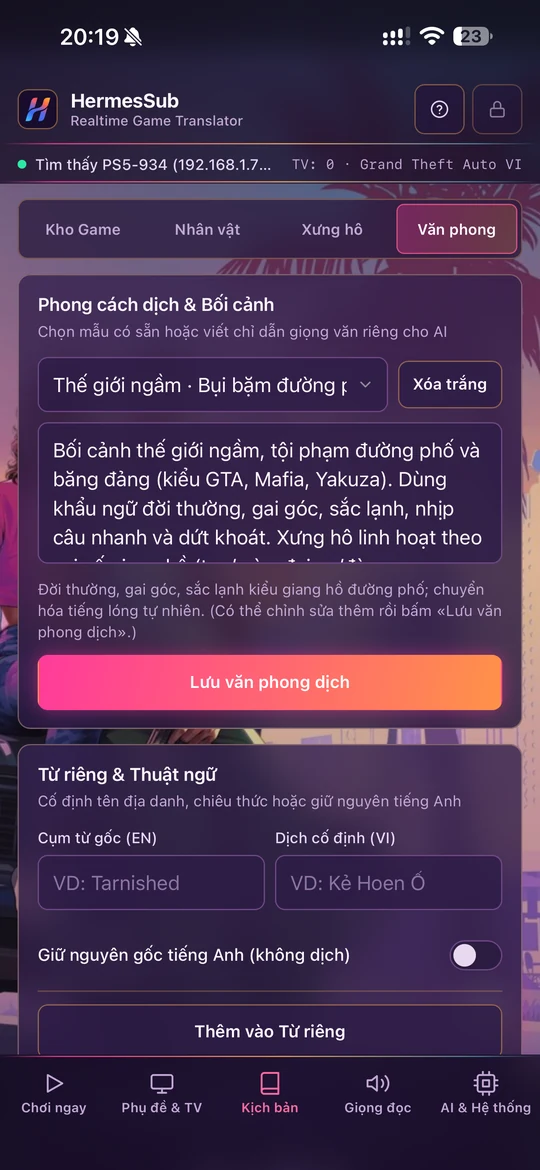 20:19
23
HermesSub
Realtime Game Translator
Tìm thấy PS5-934 (192.168.1.7...
TV: 0 · Grand Theft Auto VI
Kho Game
Nhân vật
Xưng hô
Văn phong
Phong cách dịch & Bối cảnh
Chọn mẫu có sẵn hoặc viết chỉ dẫn giọng văn riêng cho AI
Thế giới ngầm · Bụi bặm đường
Xóa trắng
Bối cảnh thế giới ngầm, tội phạm đường phố và
băng đảng (kiểu GTA, Mafia, Yakuza). Dùng
khẩu ngữ đời thường, gai góc, sắc lạnh, nhịp
câu nhanh và dứt khoát. Xưng hô linh hoạt theo
Đời thường, gai góc, sắc lạnh kiểu giang hồ đường phố; chuyển
hóa tiếng lóng tự nhiên. (Có thể chỉnh sửa thêm rồi bấm «Lưu văn
phong dịch».)
Lưu văn phong dịch
Từ riêng & Thuật ngữ
Cố định tên địa danh, chiêu thức hoặc giữ nguyên tiếng Anh
Cụm từ gốc (EN)
Dịch cố định (VI)
VD: Tarnished
VD: Kẻ Hoen Ố
Giữ nguyên gốc tiếng Anh (không dịch)
Thêm vào Từ riêng
Chơi ngay
Phụ đề & TV
Kịch bản
Giọng đọc
AI & Hệ thống